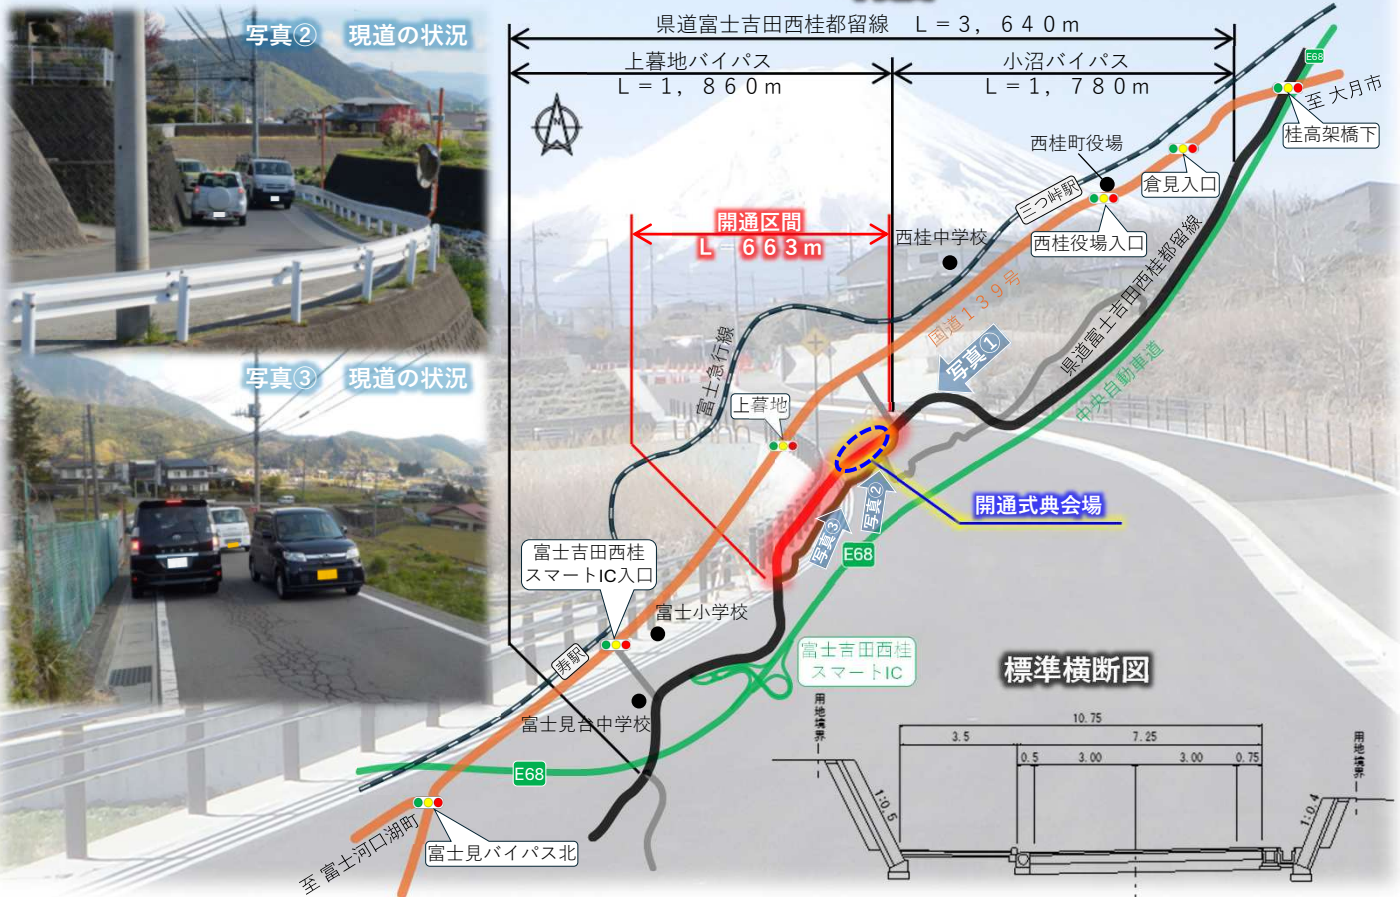 写真②　現道の状況
県道富士吉田西桂都留線　Ｌ＝３，６４０ｍ
上暮地バイパス
Ｌ＝１，８６０ｍ
小沼バイパス
Ｌ＝１，７８０ｍ
E68
至 大月市
桂高架橋下
N
西桂町役場
倉見入口
三つ峠駅
西桂役場入口
開通区間
Ｌ＝６６３ｍ
西桂中学校
国道１３９号
県道富士吉田西桂都留線
富士急行線
写真①
中央自動車道
写真③　現道の状況
上暮地
開通式典会場
写真②
写真③
E68
富士吉田西桂
スマートIC入口
富士小学校
寿駅
富士吉田西桂
スマートIC
富士見台中学校
E68
至 富士河口湖町
富士見バイパス北
標準横断図
用地境界
用地境界
10.75
3.5
7.25
0.5
3.00
3.00
0.75
1:0.5
1:0.4